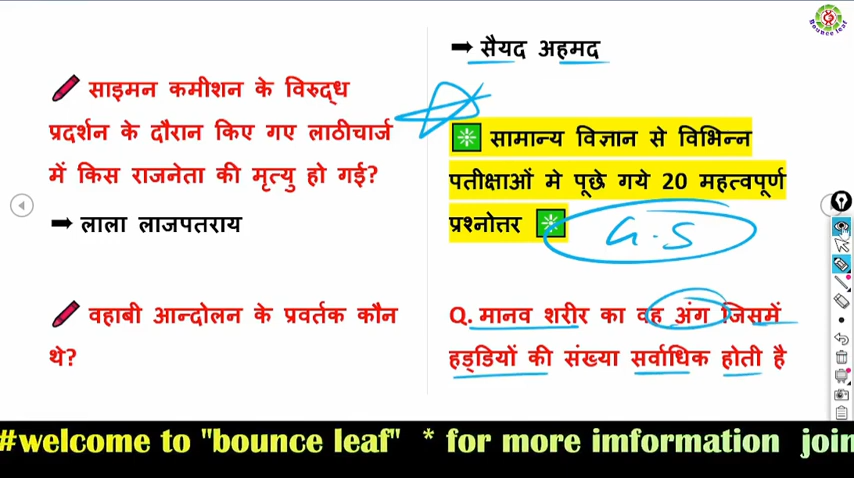 साइमन कमीशन के विरुद्ध
प्रदर्शन के दौरान किए गए लाठीचार्ज
में किस राजनेता की मृत्यु हो गई?
➡ लाला लाजपतराय
वहाबी आन्दोलन के प्रवर्तक कौन
थे?
➡ सैयद अहमद
सामान्य विज्ञान से विभिन्न
पतीक्षाओं मे पूछे गये 20 महत्वपूर्ण
प्रश्नोत्तर
G.S
Q. मानव शरीर का वह अंग जिसमें
हड्डियों की संख्या सर्वाधिक होती है
Bounce leaf
#welcome to "bounce leaf" * for more imformation join